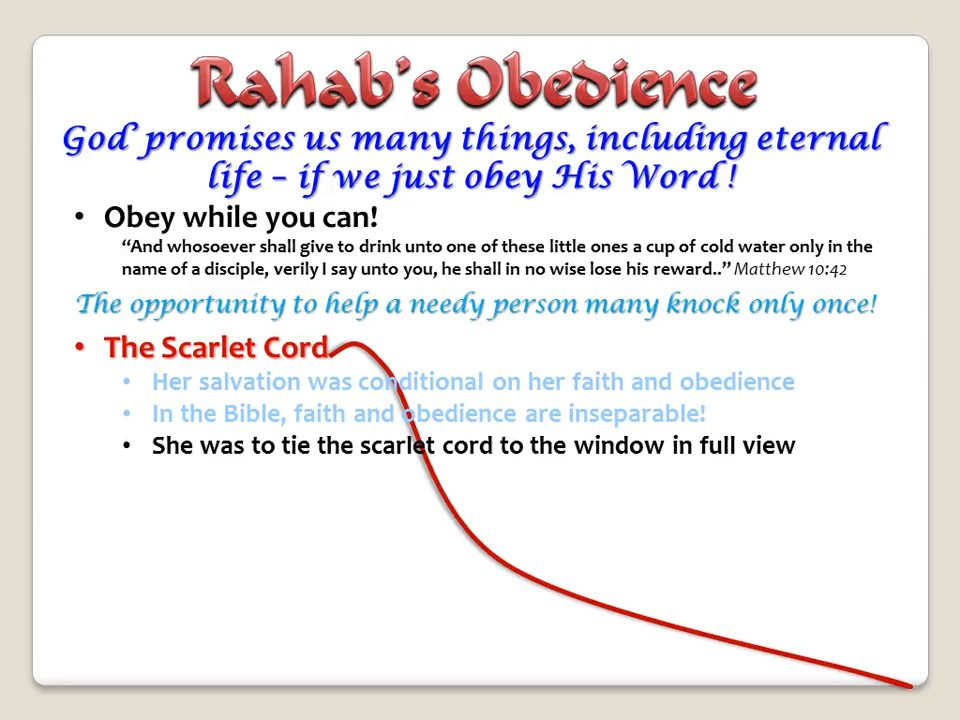 Rahab's Obedience
God promises us many things, including eternal
life – if we just obey His Word !
• Obey while you can!
“And whosoever shall give to drink unto one of these little ones a cup of cold water only in the
name of a disciple, verily I say unto you, he shall in no wise lose his reward..” Matthew 10:42
The opportunity to help a needy person many knock only once!
• The Scarlet Cord
• Her salvation was conditional on her faith and obedience
• In the Bible, faith and obedience are inseparable!
• She was to tie the scarlet cord to the window in full view